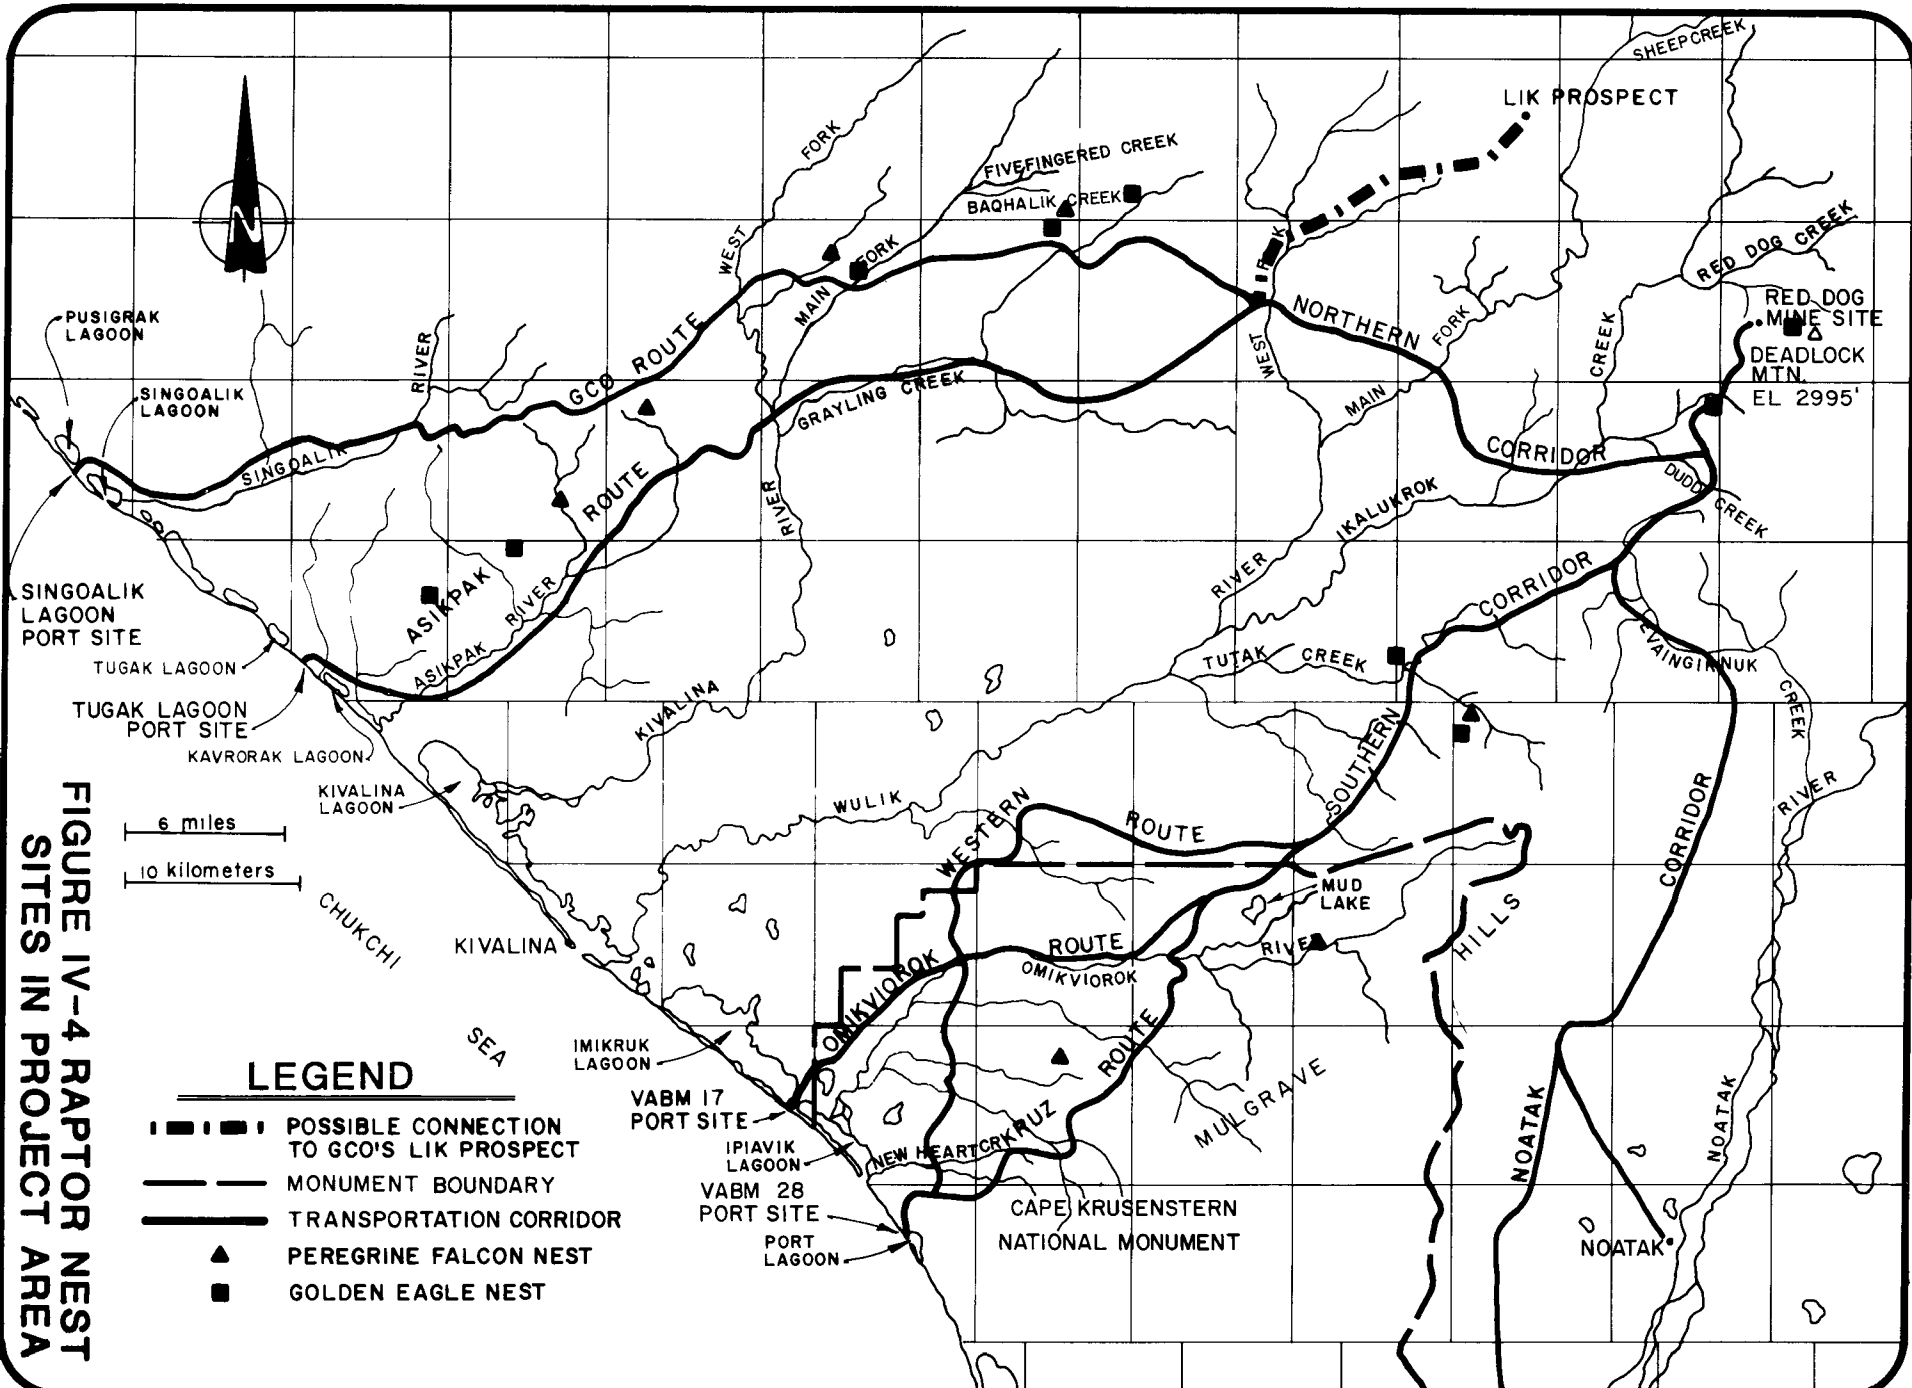 SHEEP CREEK
LIK PROSPECT
FORK
FIVEFINGERED CREEK
BAQHALIK CREEK
WEST
FORK
MAIN
FORK
WEST
N
RED DOG CREEK
RED DOG
MINE SITE
DEADLOCK
MTN.
EL 2995'
PUSIGRAK
LAGOON
SINGOALIK
LAGOON
RIVER
GCO ROUTE
NORTHERN
FORK
MAIN
CREEK
GRAYLING CREEK
CORRIDOR
SINGOALIK
ROUTE
RIVER
DUDD CREEK
IKALUKROK
RIVER
CORRIDOR
SINGOALIK
LAGOON
PORT SITE
ASIKPAK
RIVER
ASIKPAK
TUGAK LAGOON
TUGAK LAGOON
PORT SITE
KAVRORAK LAGOON
KIVALINA
KIVALINA
LAGOON
TUTAK CREEK
EVAINGIKNUK
CREEK
SOUTHERN
CORRIDOR
RIVER
WULIK
WESTERN
ROUTE
6 miles
10 kilometers
CHUKCHI
SEA
KIVALINA
MUD
LAKE
HILLS
RIVER
ROUTE
OMIKVIOROK
OMIKVIOROK
ROUTE
KRUZ
MULGRAVE
IMIKRUK
LAGOON
VABM 17
PORT SITE
IPIAVIK
LAGOON
NEW HEART CRK
VABM 28
PORT SITE
PORT
LAGOON
CAPE KRUSENSTERN
NATIONAL MONUMENT
NOATAK
NOATAK
NOATAK
LEGEND
POSSIBLE CONNECTION
TO GCO'S LIK PROSPECT
MONUMENT BOUNDARY
TRANSPORTATION CORRIDOR
PEREGRINE FALCON NEST
GOLDEN EAGLE NEST
FIGURE IV-4 RAPTOR NEST
SITES IN PROJECT AREA